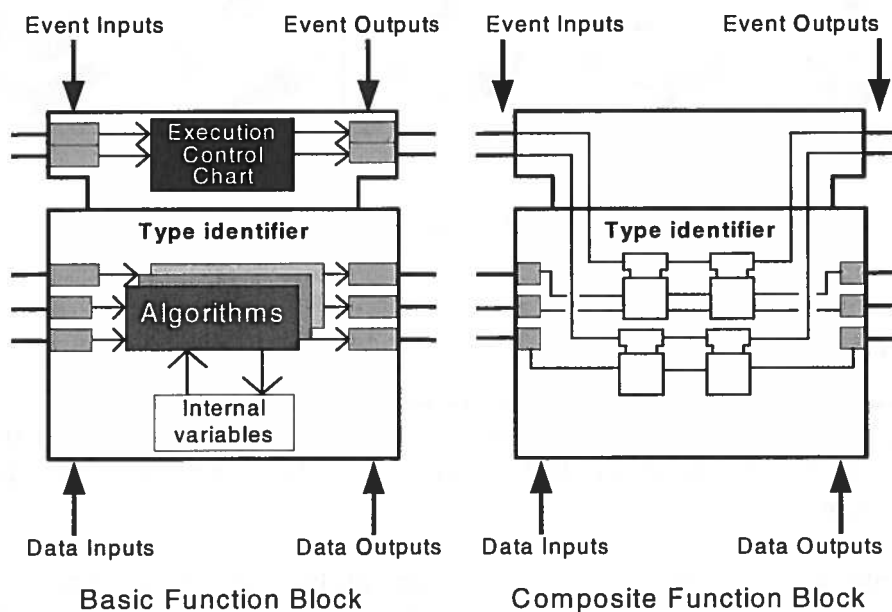 Event Inputs
Event Outputs
Execution
Control
Chart
Type identifier
Algorithms
Internal
variables
Data Inputs
Data Outputs
Basic Function Block
Event Inputs
Event Outputs
Type identifier
Data Inputs
Data Outputs
Composite Function Block